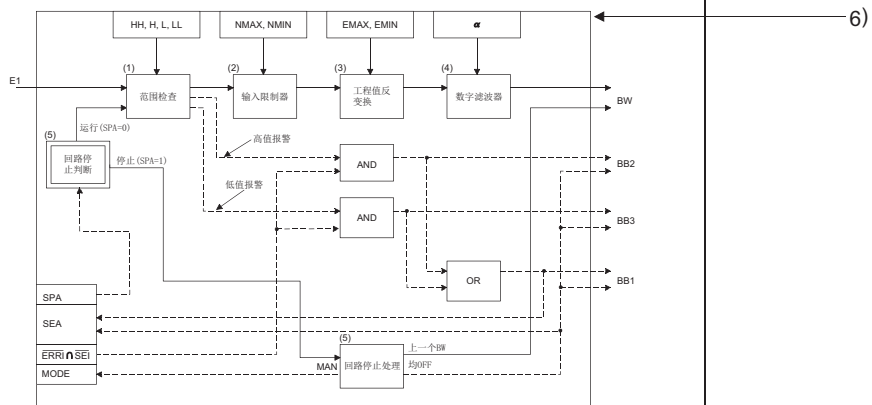 HH, H, L, LL
NMAX, NMIN
EMAX, EMIN
α
6)
(1)
(2)
(3)
(4)
E1
范围检查
输入限制器
工程值反
变换
数字滤波器
BW
运行(SPA=0)
(5)
回路停
止判断
停止(SPA=1)
高值报警
AND
BB2
低值报警
AND
BB3
OR
BB1
SPA
SEA
E̅R̅R̅I̅∩S̅E̅I̅
MODE
(5)
MAN
回路停止处理
上一个BW
均OFF